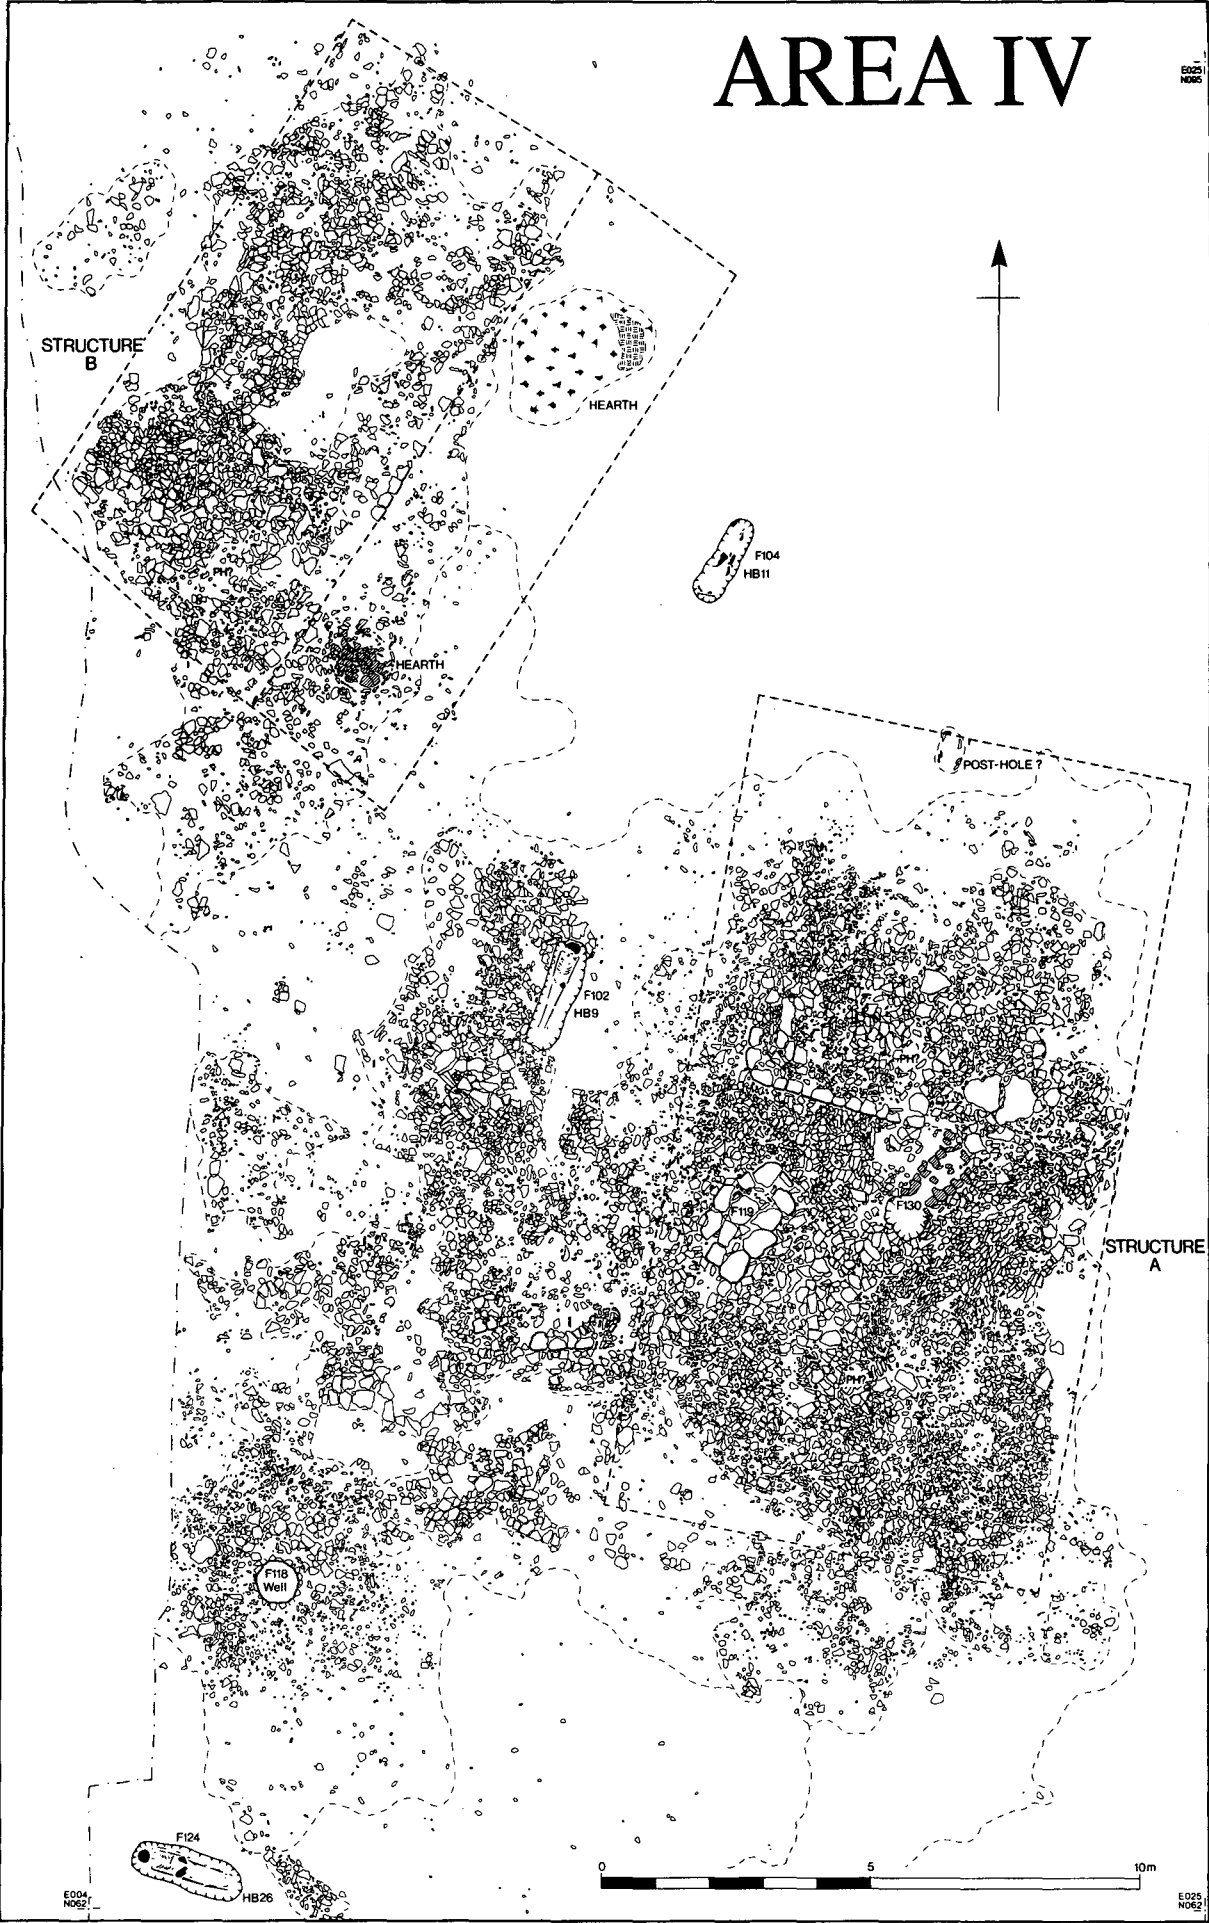 AREA IV
E025
N085
STRUCTURE
B
HEARTH
F104
HB11
PH?
HEARTH
POST-HOLE ?
F102
HB9
PH?
F119
F130
STRUCTURE
A
PH?
F118
Well
F124
HB26
0 5 10m
E004
N062
E025
N062